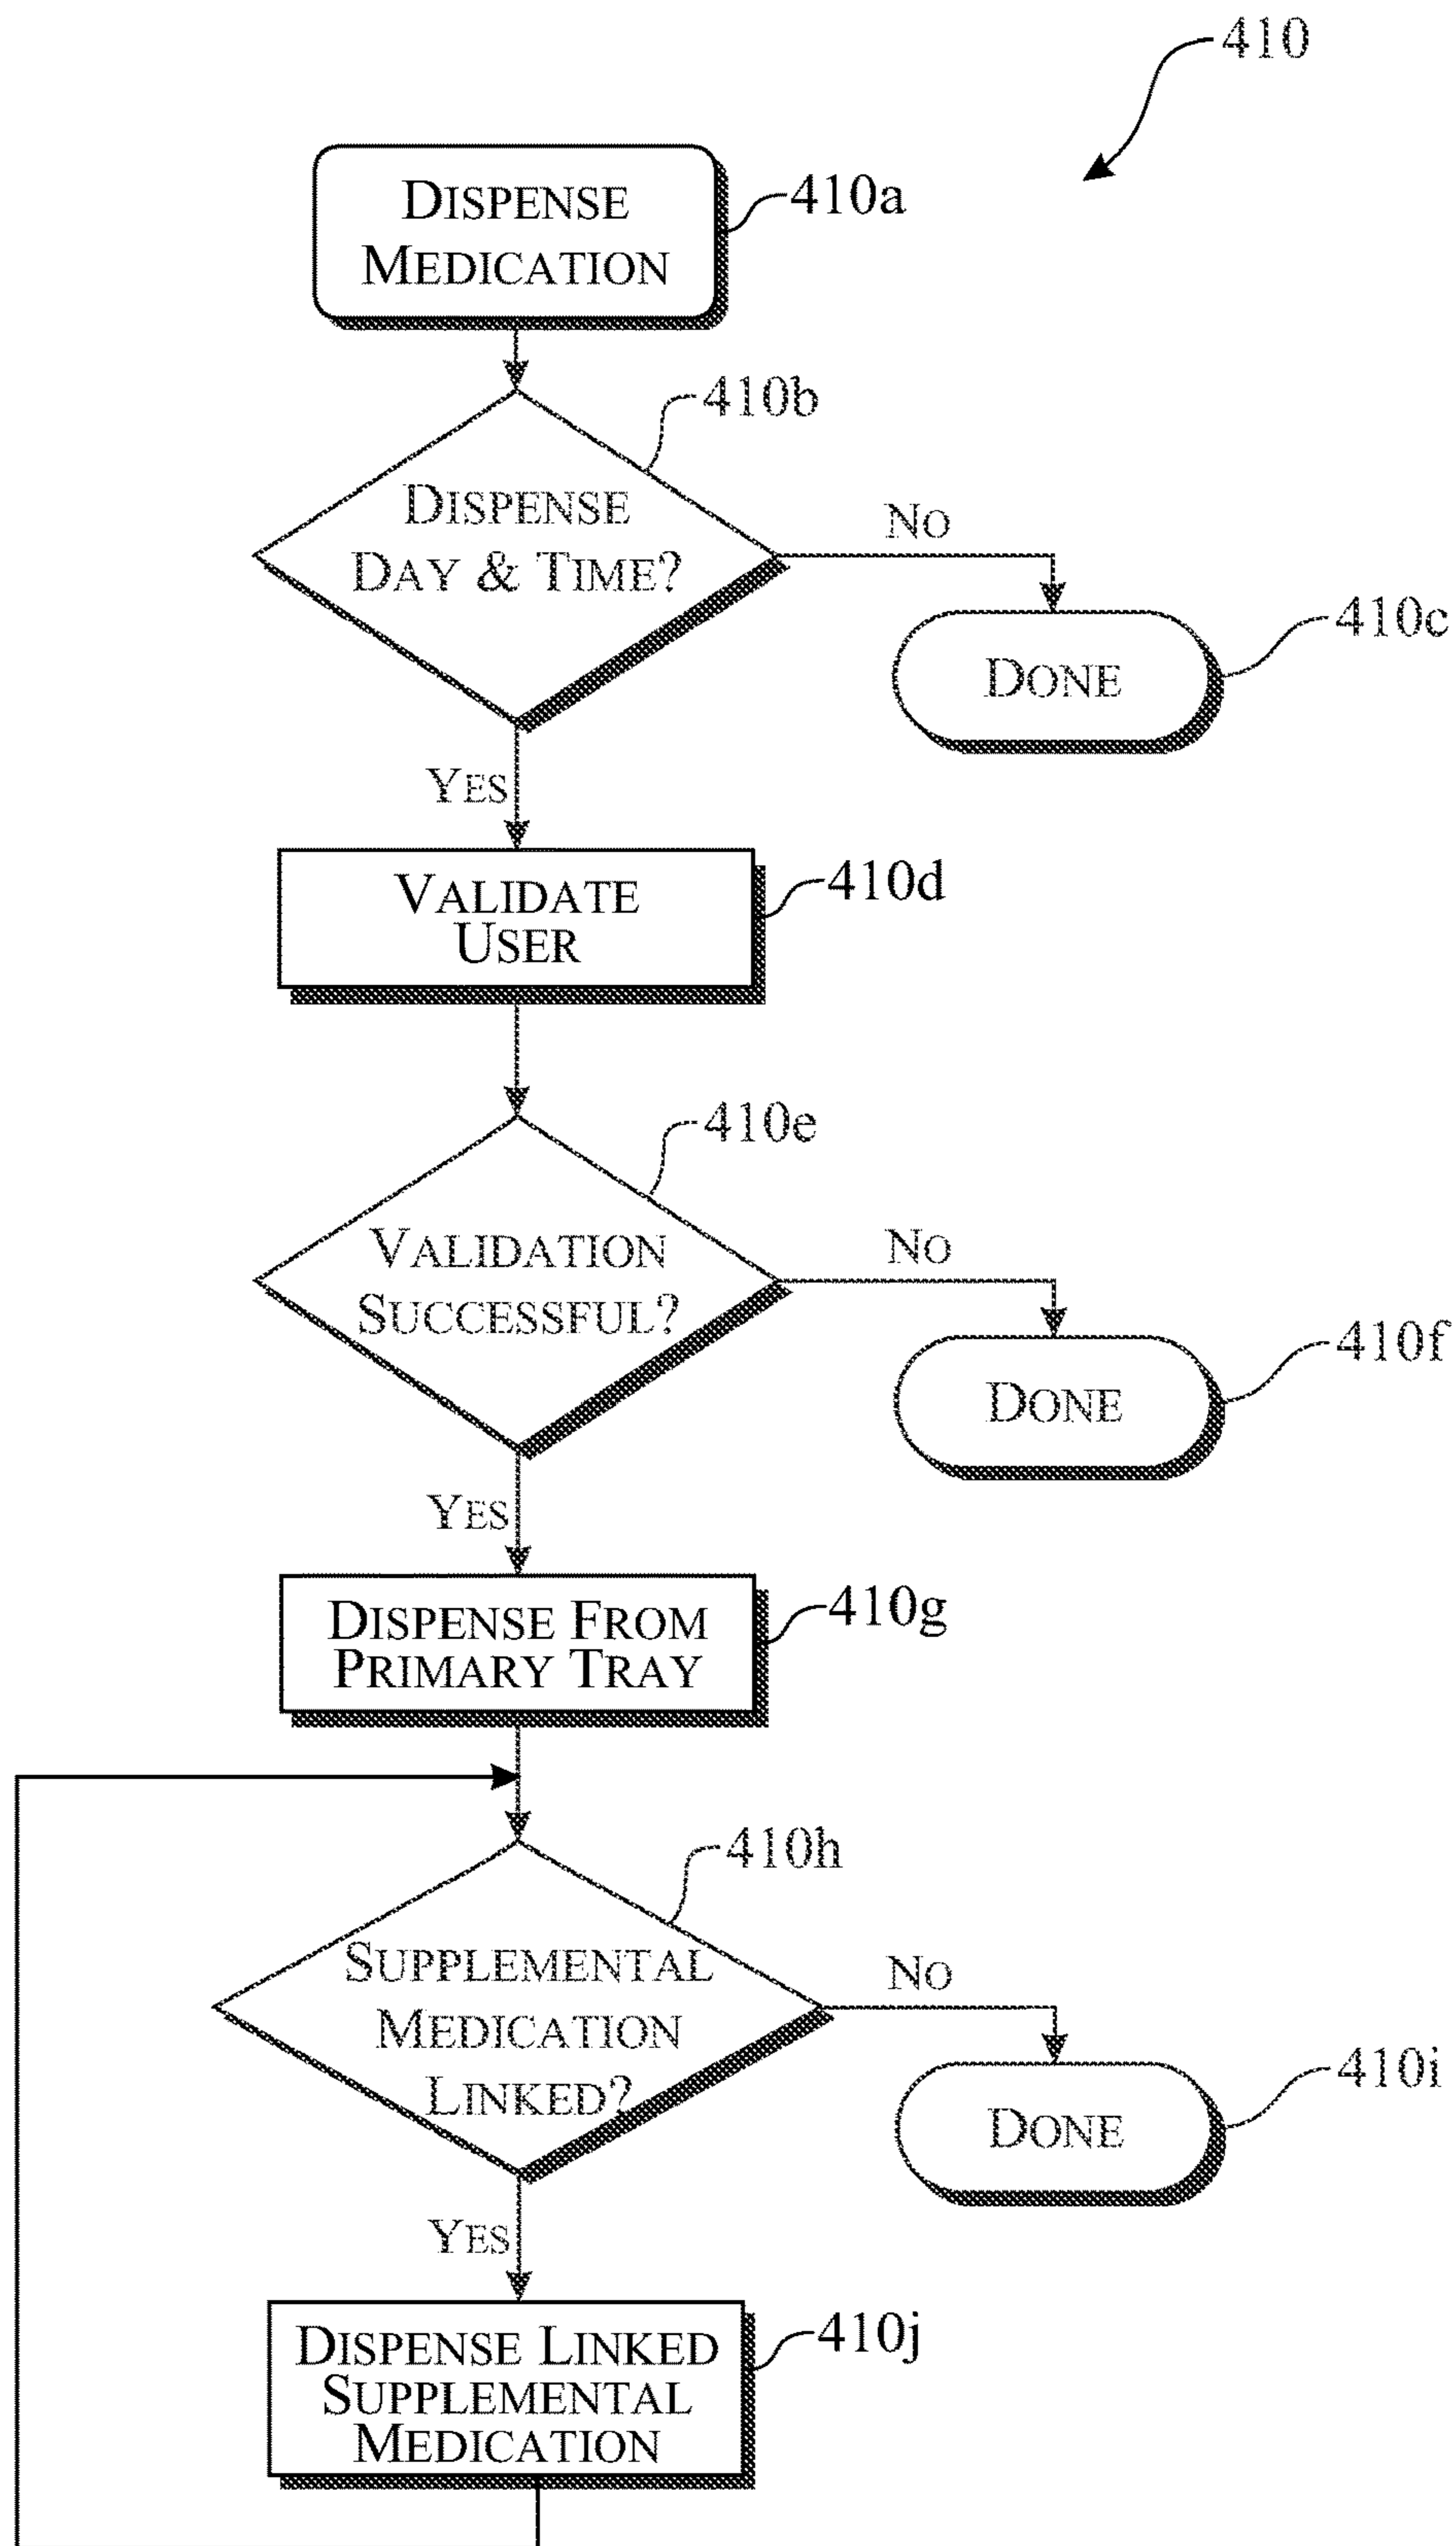 410
DISPENSE
MEDICATION
410a
410b
DISPENSE
DAY & TIME?
NO
410c
DONE
YES
VALIDATE
USER
410d
410e
VALIDATION
SUCCESSFUL?
NO
410f
DONE
YES
DISPENSE FROM
PRIMARY TRAY
410g
410h
SUPPLEMENTAL
MEDICATION
LINKED?
NO
410i
DONE
YES
DISPENSE LINKED
SUPPLEMENTAL
MEDICATION
410j